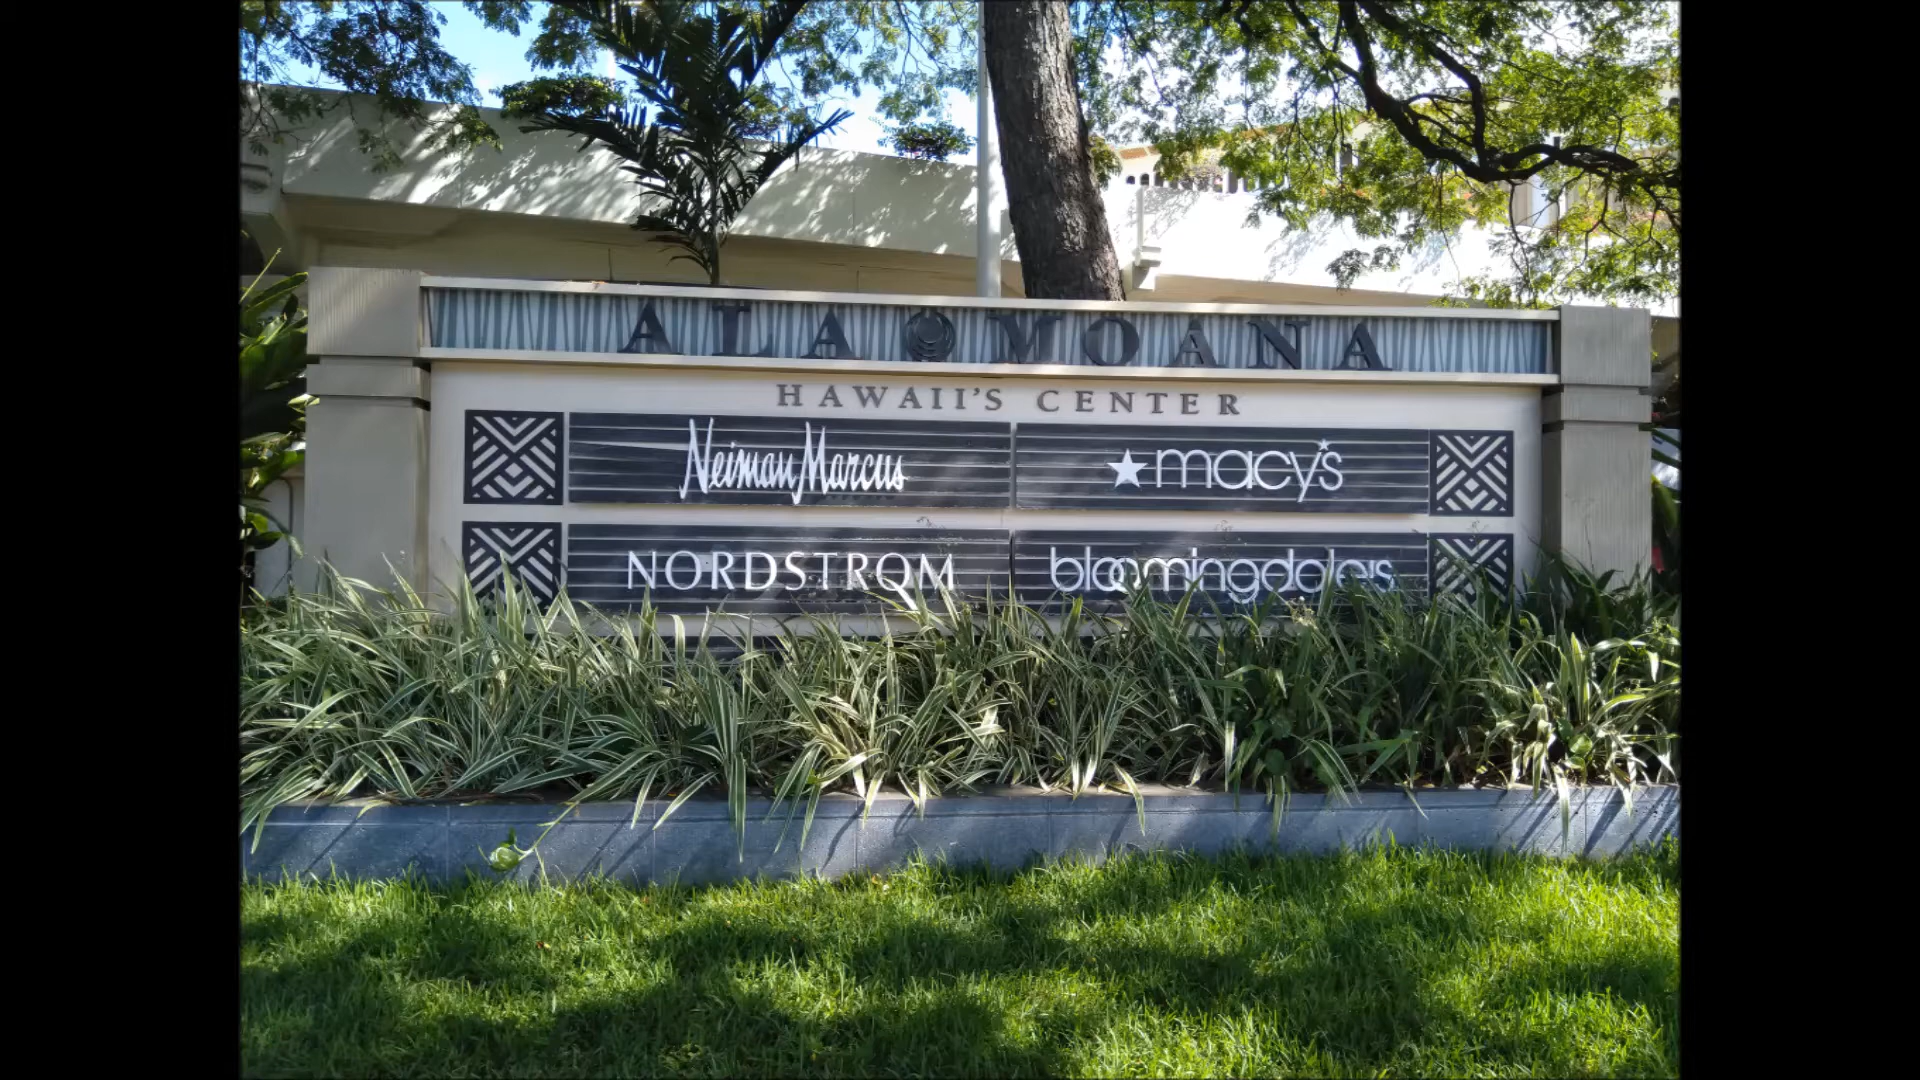 ALA MOANA
HAWAII'S CENTER
Neiman Marcus
macy's
NORDSTROM
bloomingdale's